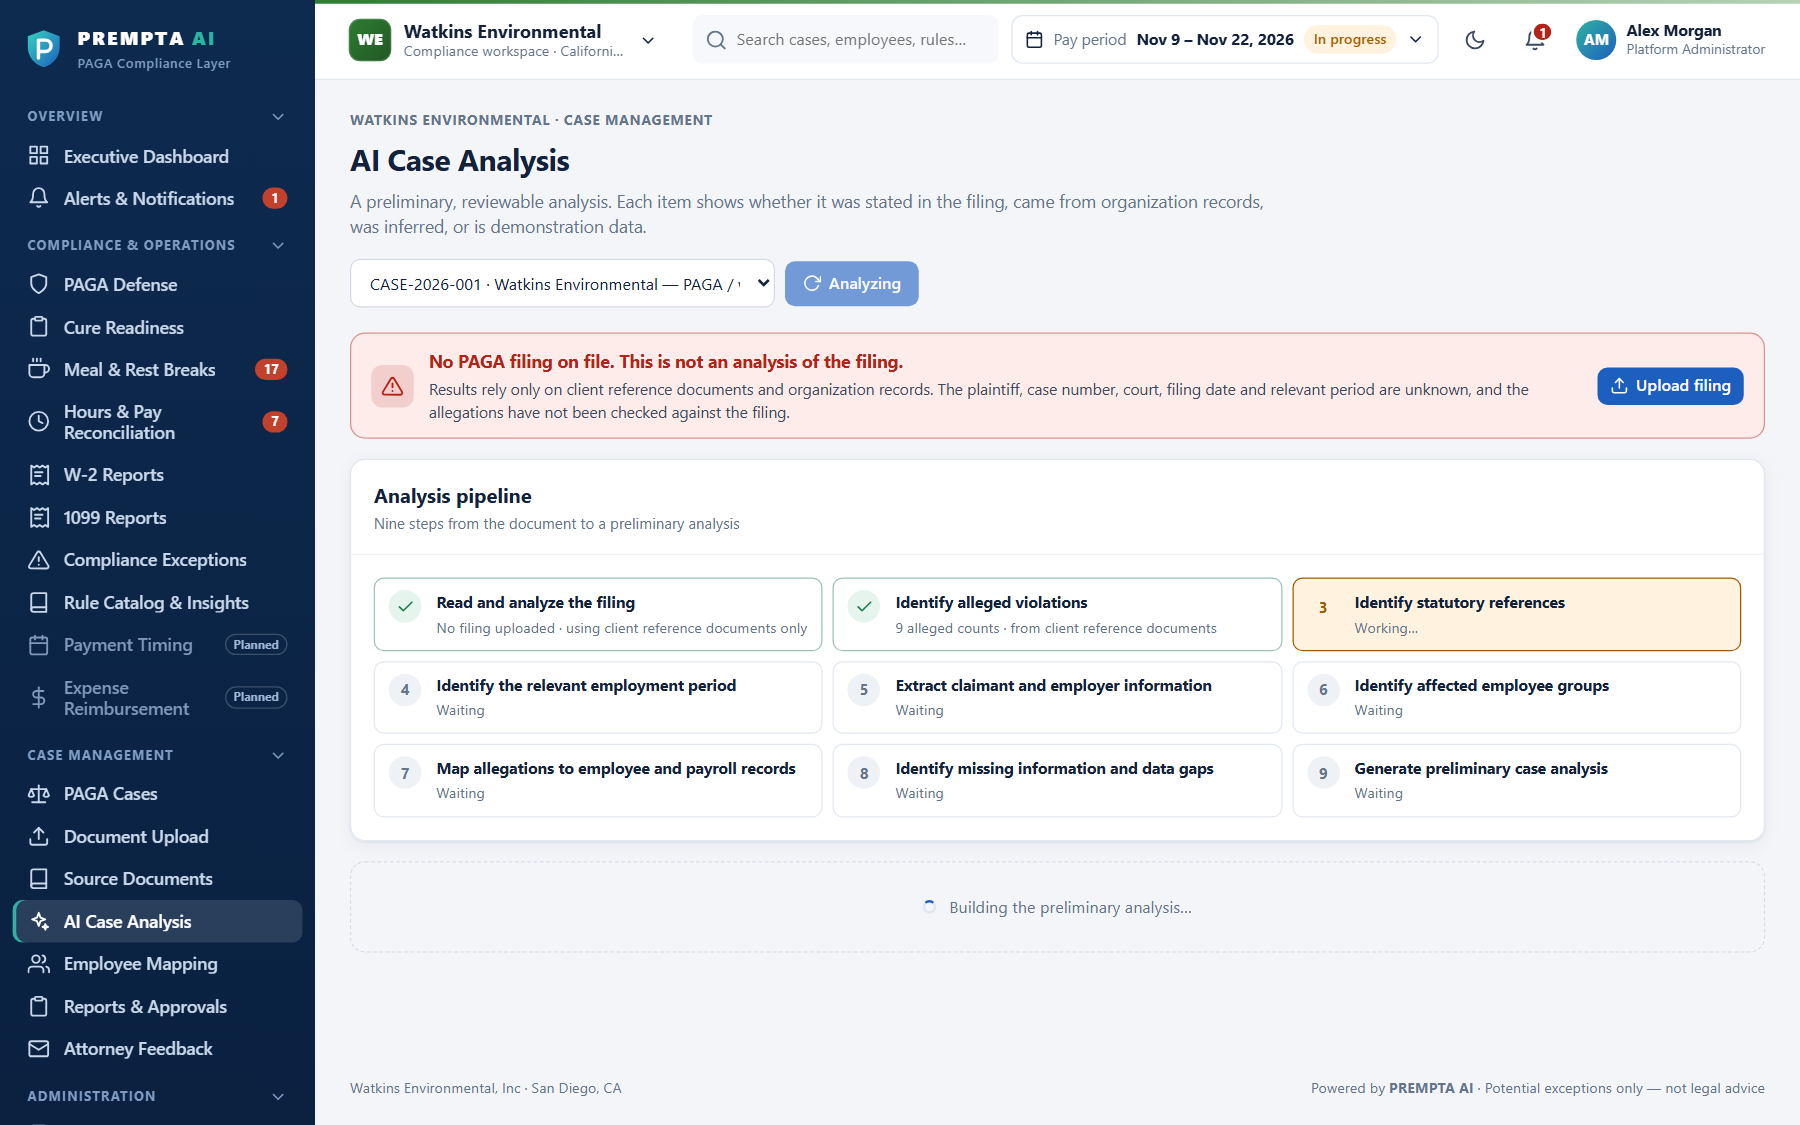 PREMPTA AI
PAGA Compliance Layer
OVERVIEW
Executive Dashboard
Alerts & Notifications 1
COMPLIANCE & OPERATIONS
PAGA Defense
Cure Readiness
Meal & Rest Breaks 17
Hours & Pay
Reconciliation 7
W-2 Reports
1099 Reports
Compliance Exceptions
Rule Catalog & Insights
Payment Timing Planned
Expense
Reimbursement Planned
CASE MANAGEMENT
PAGA Cases
Document Upload
Source Documents
AI Case Analysis
Employee Mapping
Reports & Approvals
Attorney Feedback
ADMINISTRATION
WE Watkins Environmental
Compliance workspace · Californi...
Search cases, employees, rules...
Pay period Nov 9 – Nov 22, 2026 In progress
1
AM Alex Morgan
Platform Administrator
WATKINS ENVIRONMENTAL · CASE MANAGEMENT
AI Case Analysis
A preliminary, reviewable analysis. Each item shows whether it was stated in the filing, came from organization records,
was inferred, or is demonstration data.
CASE-2026-001 · Watkins Environmental — PAGA /
Analyzing
No PAGA filing on file. This is not an analysis of the filing.
Results rely only on client reference documents and organization records. The plaintiff, case number, court, filing date and relevant period are unknown, and the
allegations have not been checked against the filing.
Upload filing
Analysis pipeline
Nine steps from the document to a preliminary analysis
Read and analyze the filing
No filing uploaded · using client reference documents only
Identify alleged violations
9 alleged counts · from client reference documents
3 Identify statutory references
Working...
4 Identify the relevant employment period
Waiting
5 Extract claimant and employer information
Waiting
6 Identify affected employee groups
Waiting
7 Map allegations to employee and payroll records
Waiting
8 Identify missing information and data gaps
Waiting
9 Generate preliminary case analysis
Waiting
Building the preliminary analysis...
Watkins Environmental, Inc · San Diego, CA
Powered by PREMPTA AI · Potential exceptions only — not legal advice